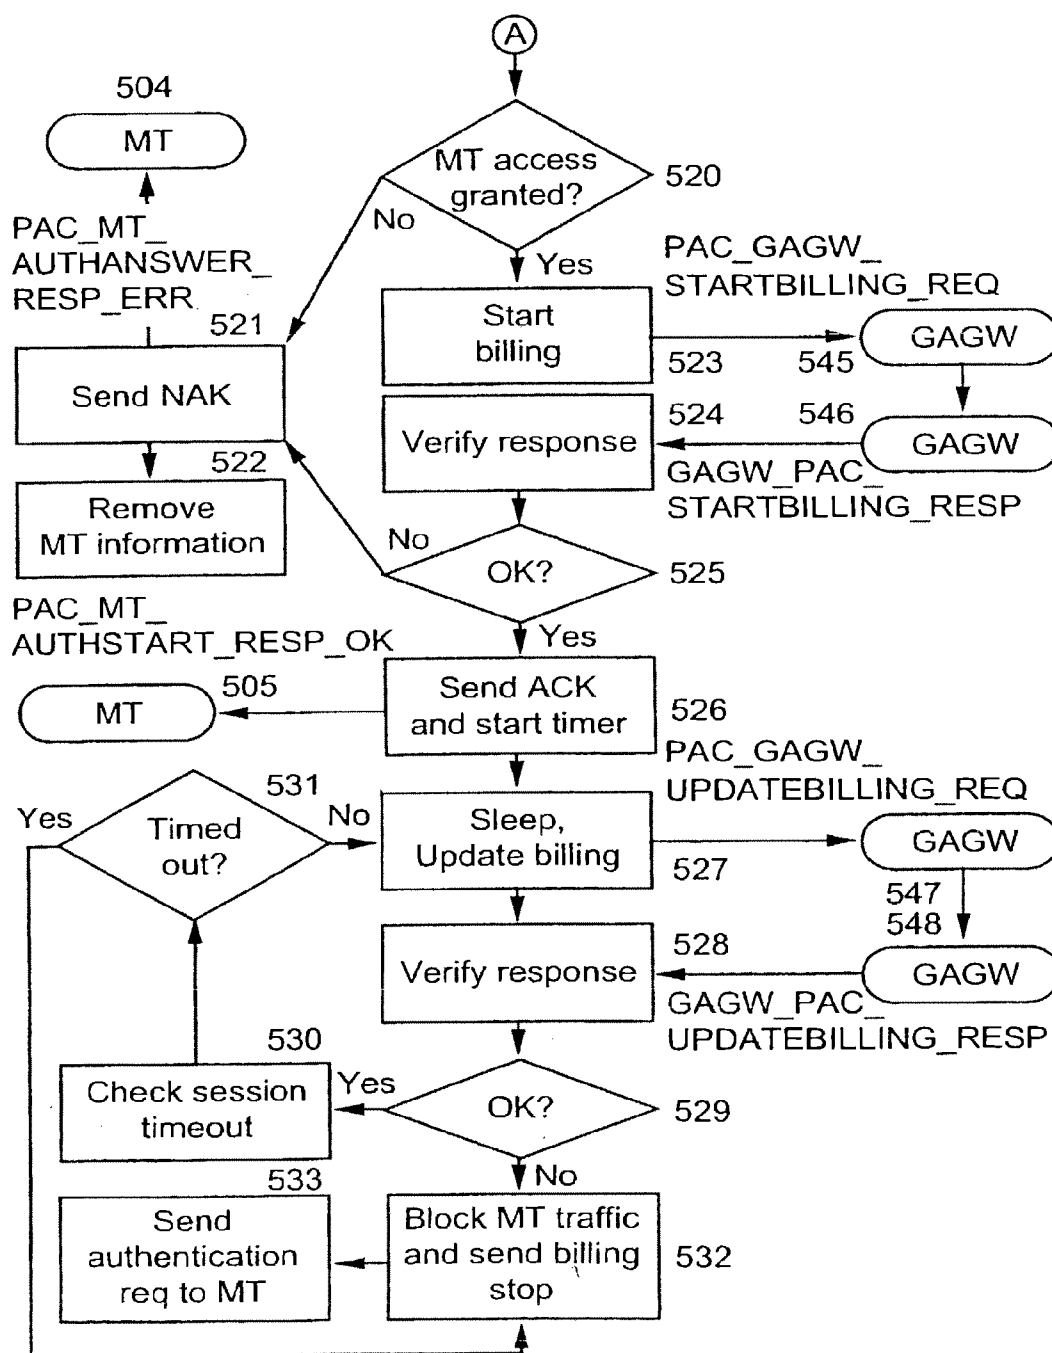 A
504
MT
MT access
granted?
520
No
Yes
PAC_MT_
AUTHANSWER_
RESP_ERR
PAC_GAGW_
STARTBILLING_REQ
521
Start
billing
GAGW
523
545
Send NAK
524
546
Verify response
GAGW
522
GAGW_PAC_
STARTBILLING_RESP
Remove
MT information
No
OK?
525
PAC_MT_
AUTHSTART_RESP_OK
Yes
505
MT
Send ACK
and start timer
526
PAC_GAGW_
UPDATEBILLING_REQ
531
Yes
No
Timed
out?
Sleep,
Update billing
GAGW
527
547
548
528
Verify response
GAGW
GAGW_PAC_
UPDATEBILLING_RESP
530
Check session
timeout
Yes
OK?
529
No
533
Send
authentication
req to MT
Block MT traffic
and send billing
stop
532